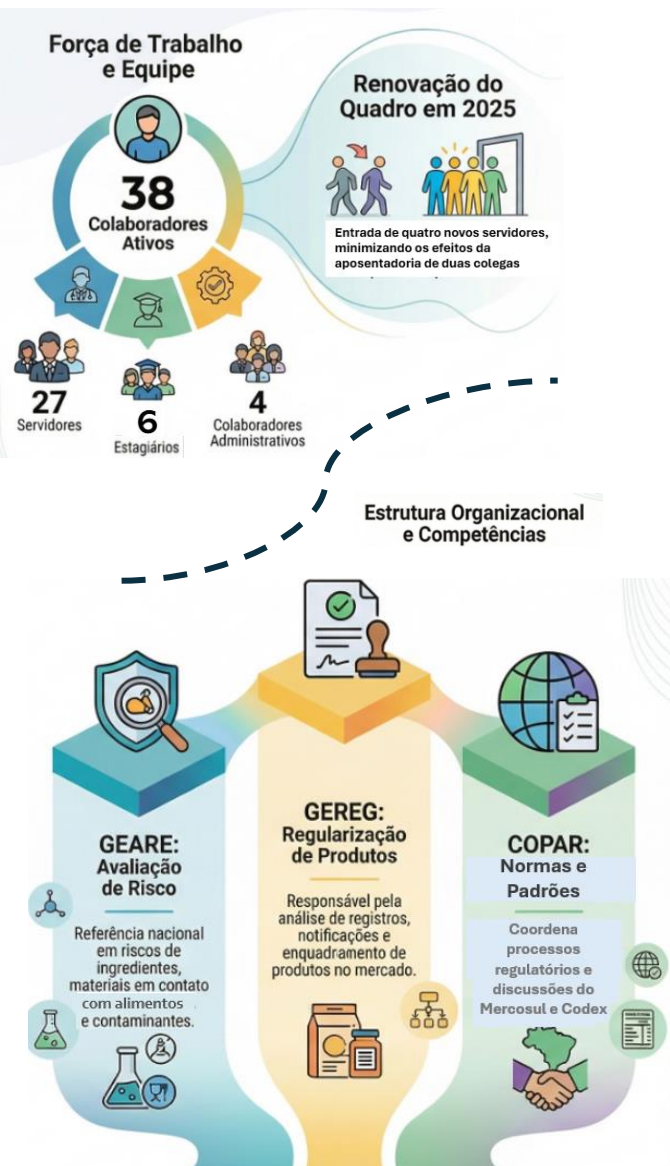 Força de Trabalho
e Equipe
38
Colaboradores
Ativos
27
Servidores
6
Estagiários
4
Colaboradores
Administrativos
Renovação do
Quadro em 2025
Entrada de quatro novos servidores,
minimizando os efeitos da
aposentadoria de duas colegas
Estrutura Organizacional
e Competências
GEARE:
Avaliação
de Risco
Referência nacional
em riscos de
ingredientes,
materiais em contato
com alimentos
e contaminantes.
GEREG:
Regularização
de Produtos
Responsável pela
análise de registros,
notificações e
enquadramento de
produtos no mercado.
COPAR:
Normas e
Padrões
Coordena
processos
regulatórios e
discussões do
Mercosul e Codex